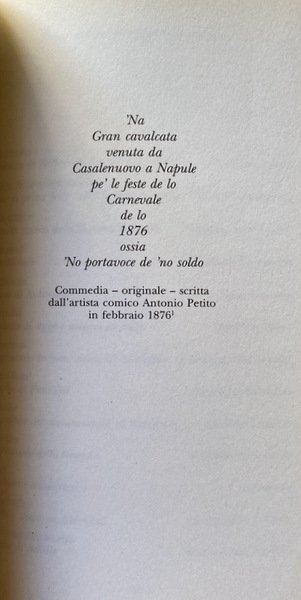 'Na
Gran cavalcata
venuta da
Casalenuovo a Napule
pe' le feste de lo
Carnevale
de lo
1876
ossia
'No portavoce de 'no soldo
Commedia – originale – scritta
dall'artista comico Antonio Petito
in febbraio 1876¹